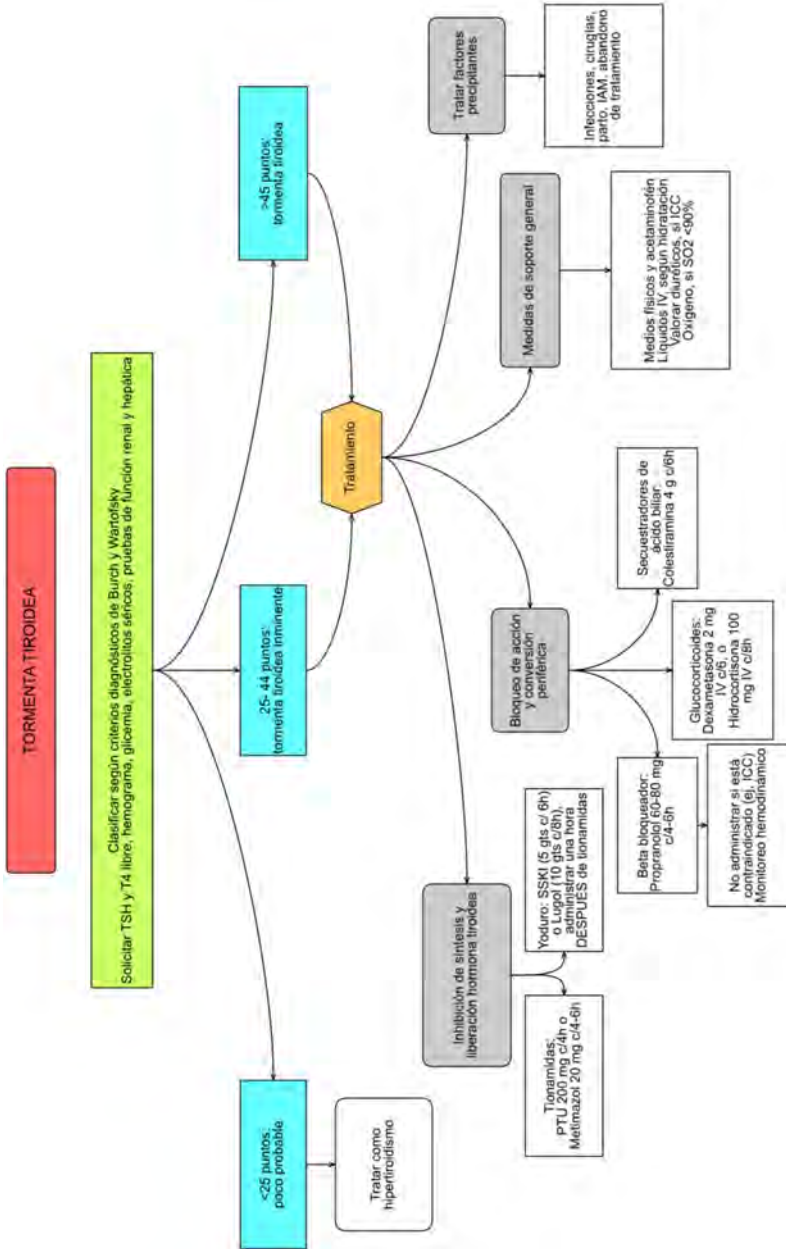 TORMENTA TIROIDEA
Clasificar según criterios diagnósticos de Burch y Wartofsky
Solicitar TSH y T4 libre, hemograma, glicemia, electrolitos séricos, pruebas de función renal y hepática
<25 puntos:
poco probable
25- 44 puntos:
tormenta tiroidea inminente
>45 puntos:
tormenta tiroidea
Tratar como
hipertiroidismo
Tratamiento
Inhibición de síntesis y
liberación hormona tiroidea
Bloqueo de acción
y conversión
periférica
Medidas de soporte general
Tratar factores
precipitantes
Tionamidas:
PTU 200 mg c/4h o
Metimazol 20 mg c/4-6h
Yoduro: SSKI (5 gts c/ 6h)
o Lugol (10 gts c/8h),
administrar una hora
DESPUÉS de tionamidas
Beta bloqueador:
Propranolol 60-80 mg
c/4-6h
No administrar si está
contraindicado (ej, ICC)
Monitoreo hemodinámico
Glucocorticoides:
Dexametasona 2 mg
IV c/6, o
Hidrocortisona 100
mg IV c/8h
Secuestradores de
ácido biliar:
Colestiramina 4 g c/6h
Medios físicos y acetaminofén
Líquidos IV, según hidratación
Valorar diuréticos, si ICC
Oxígeno, si SO2 <90%
Infecciones, cirugías,
parto, IAM, abandono
de tratamiento